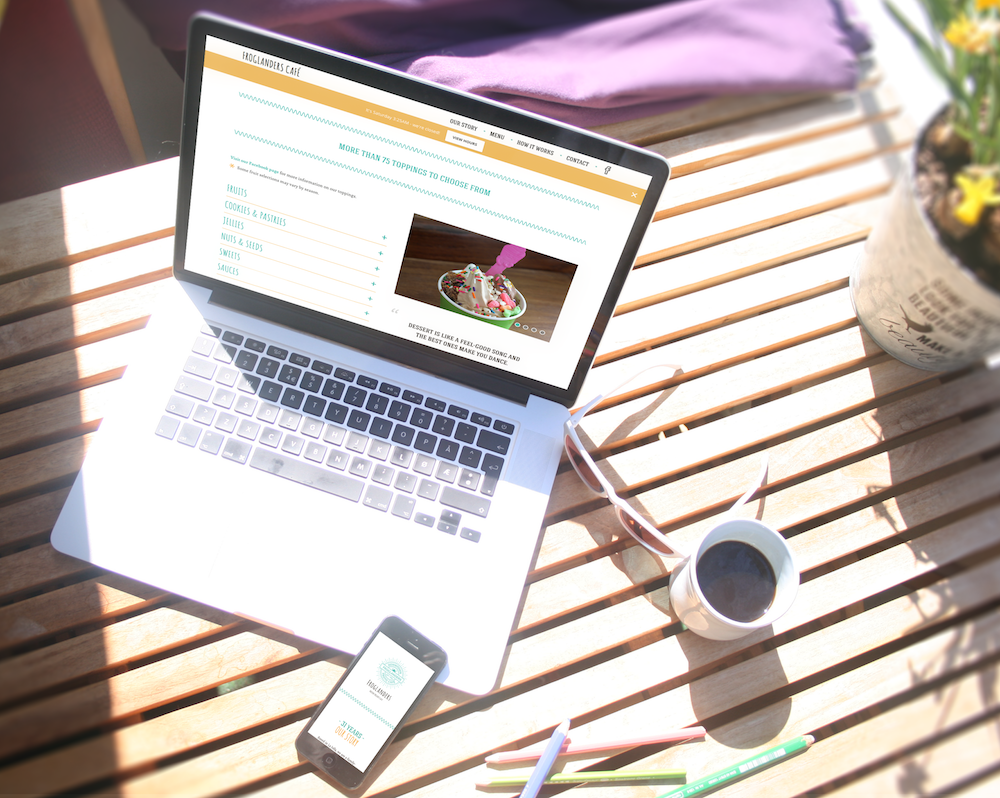 FROGLANDERS CAFÉ
VIEW HOURS
OUR STORY · MENU · HOW IT WORKS · CONTACT
MORE THAN 75 TOPPINGS TO CHOOSE FROM
Visit our Facebook page for more information on our toppings.
Some fruit selections may vary by season.
FRUITS
COOKIES & PASTRIES
JELLIES
NUTS & SEEDS
SWEETS
SAUCES
DESSERT IS LIKE A FEEL-GOOD SONG AND
THE BEST ONES MAKE YOU DANCE.
FROGLANDERS
31 YEARS
OUR STORY
MAKE